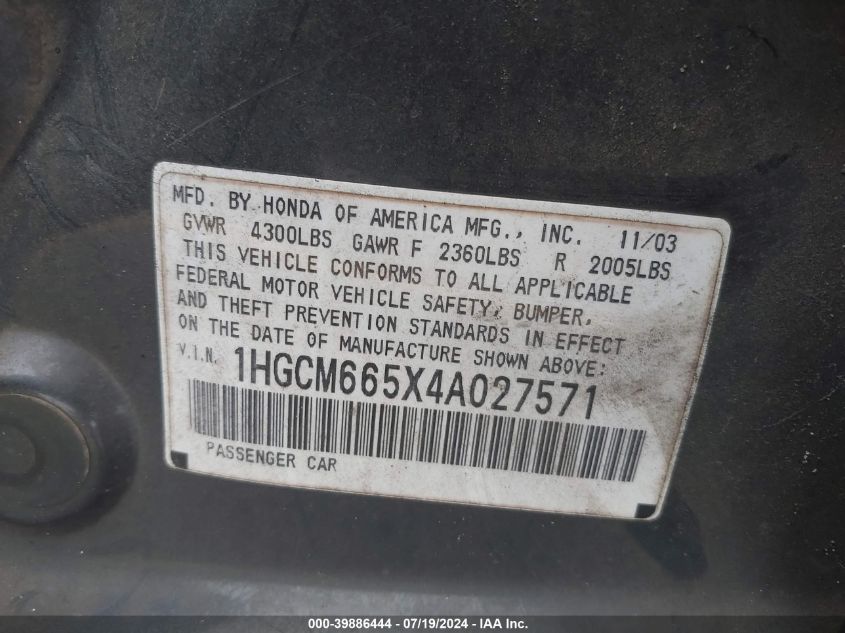 MFD. BY HONDA OF AMERICA MFG., INC. 11/03
GVWR 4300LBS GAWR F 2360LBS R 2005LBS
THIS VEHICLE CONFORMS TO ALL APPLICABLE
FEDERAL MOTOR VEHICLE SAFETY, BUMPER,
AND THEFT PREVENTION STANDARDS IN EFFECT
ON THE DATE OF MANUFACTURE SHOWN ABOVE:
V.I.N. 1HGCM665X4A027571
PASSENGER CAR
000-39886444 - 07/19/2024 - IAA Inc.